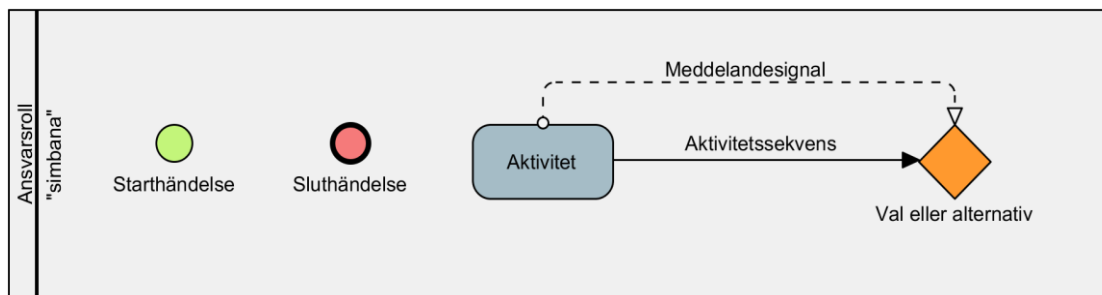 Ansvarsroll
"simbana"
Starthändelse
Sluthändelse
Aktivitet
Meddelandesignal
Aktivitetssekvens
Val eller alternativ